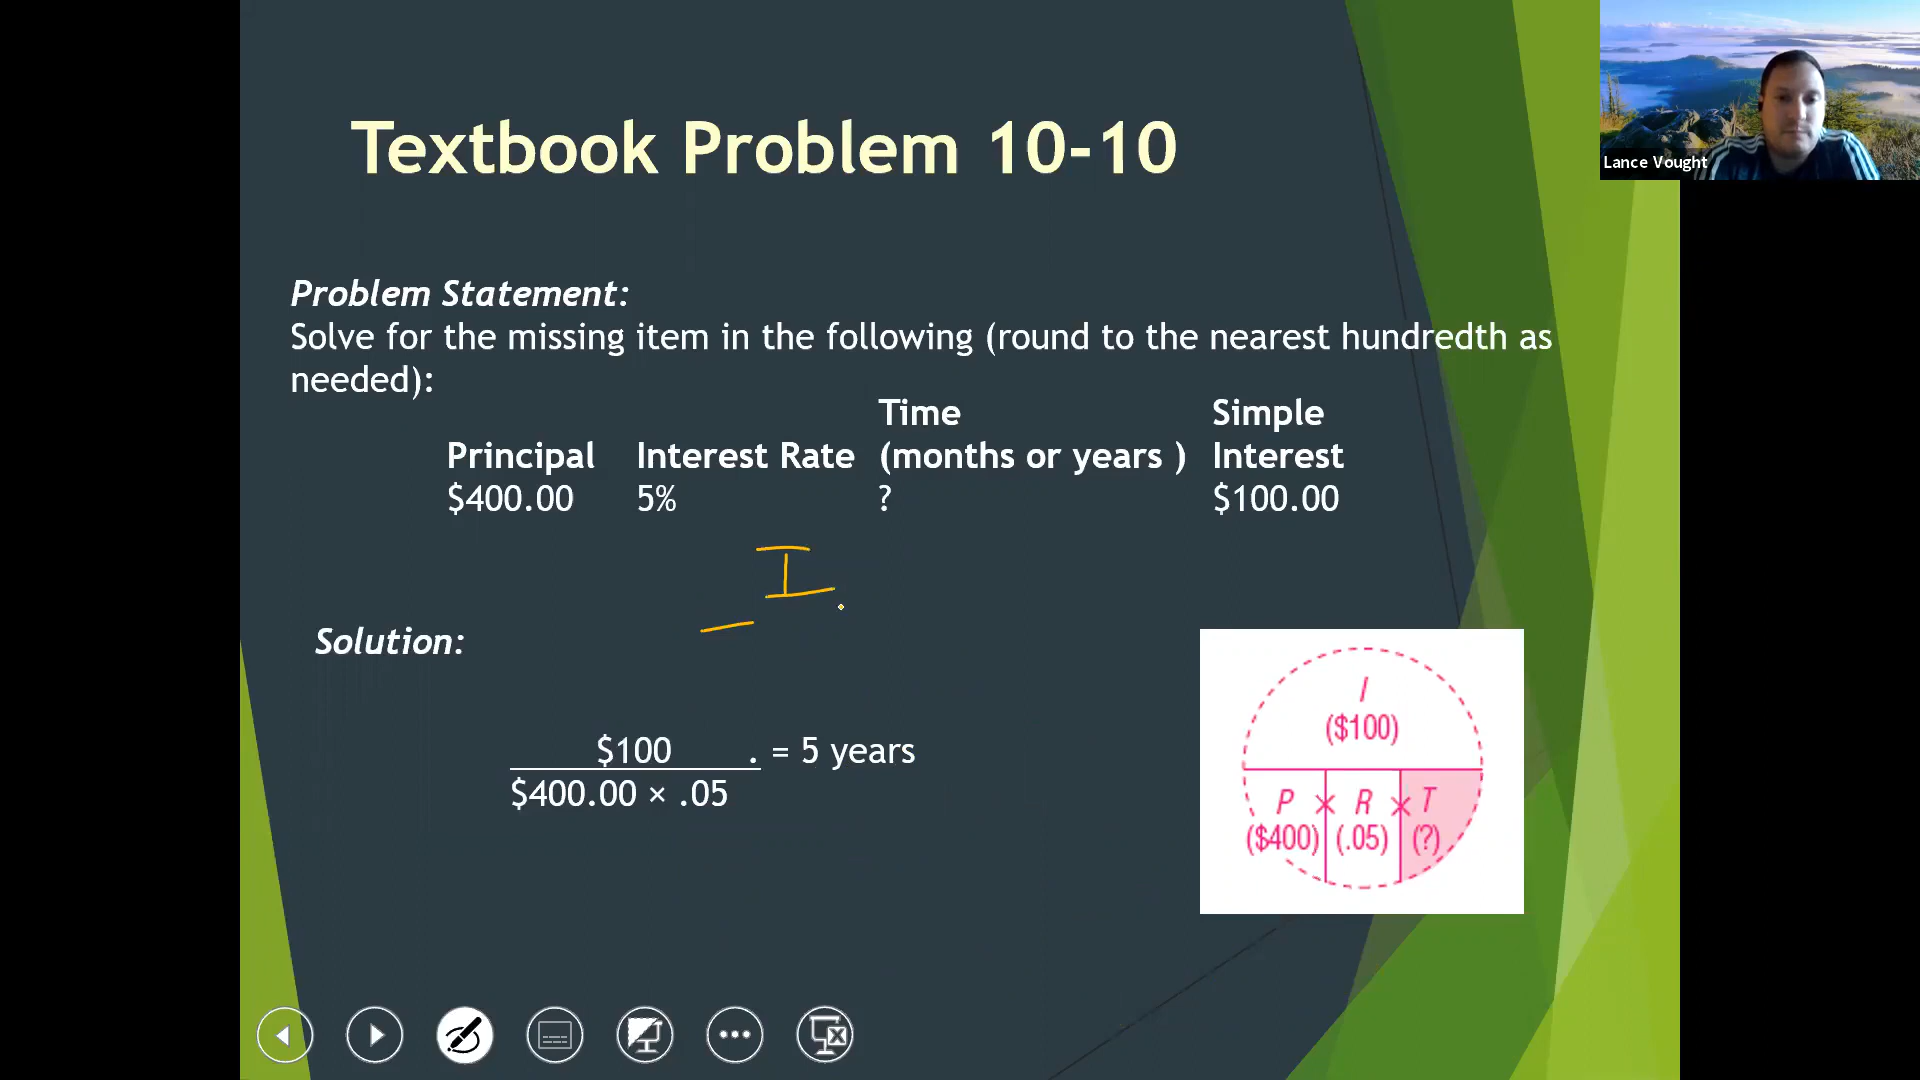 Textbook Problem 10-10
Lance Vought
Problem Statement:
Solve for the missing item in the following (round to the nearest hundredth as
needed):
Time Simple
Principal Interest Rate (months or years ) Interest
$400.00 5% ? $100.00
I
Solution:
$100 . = 5 years
$400.00 × .05
I
($100)
P × R × T
($400) (.05) (?)